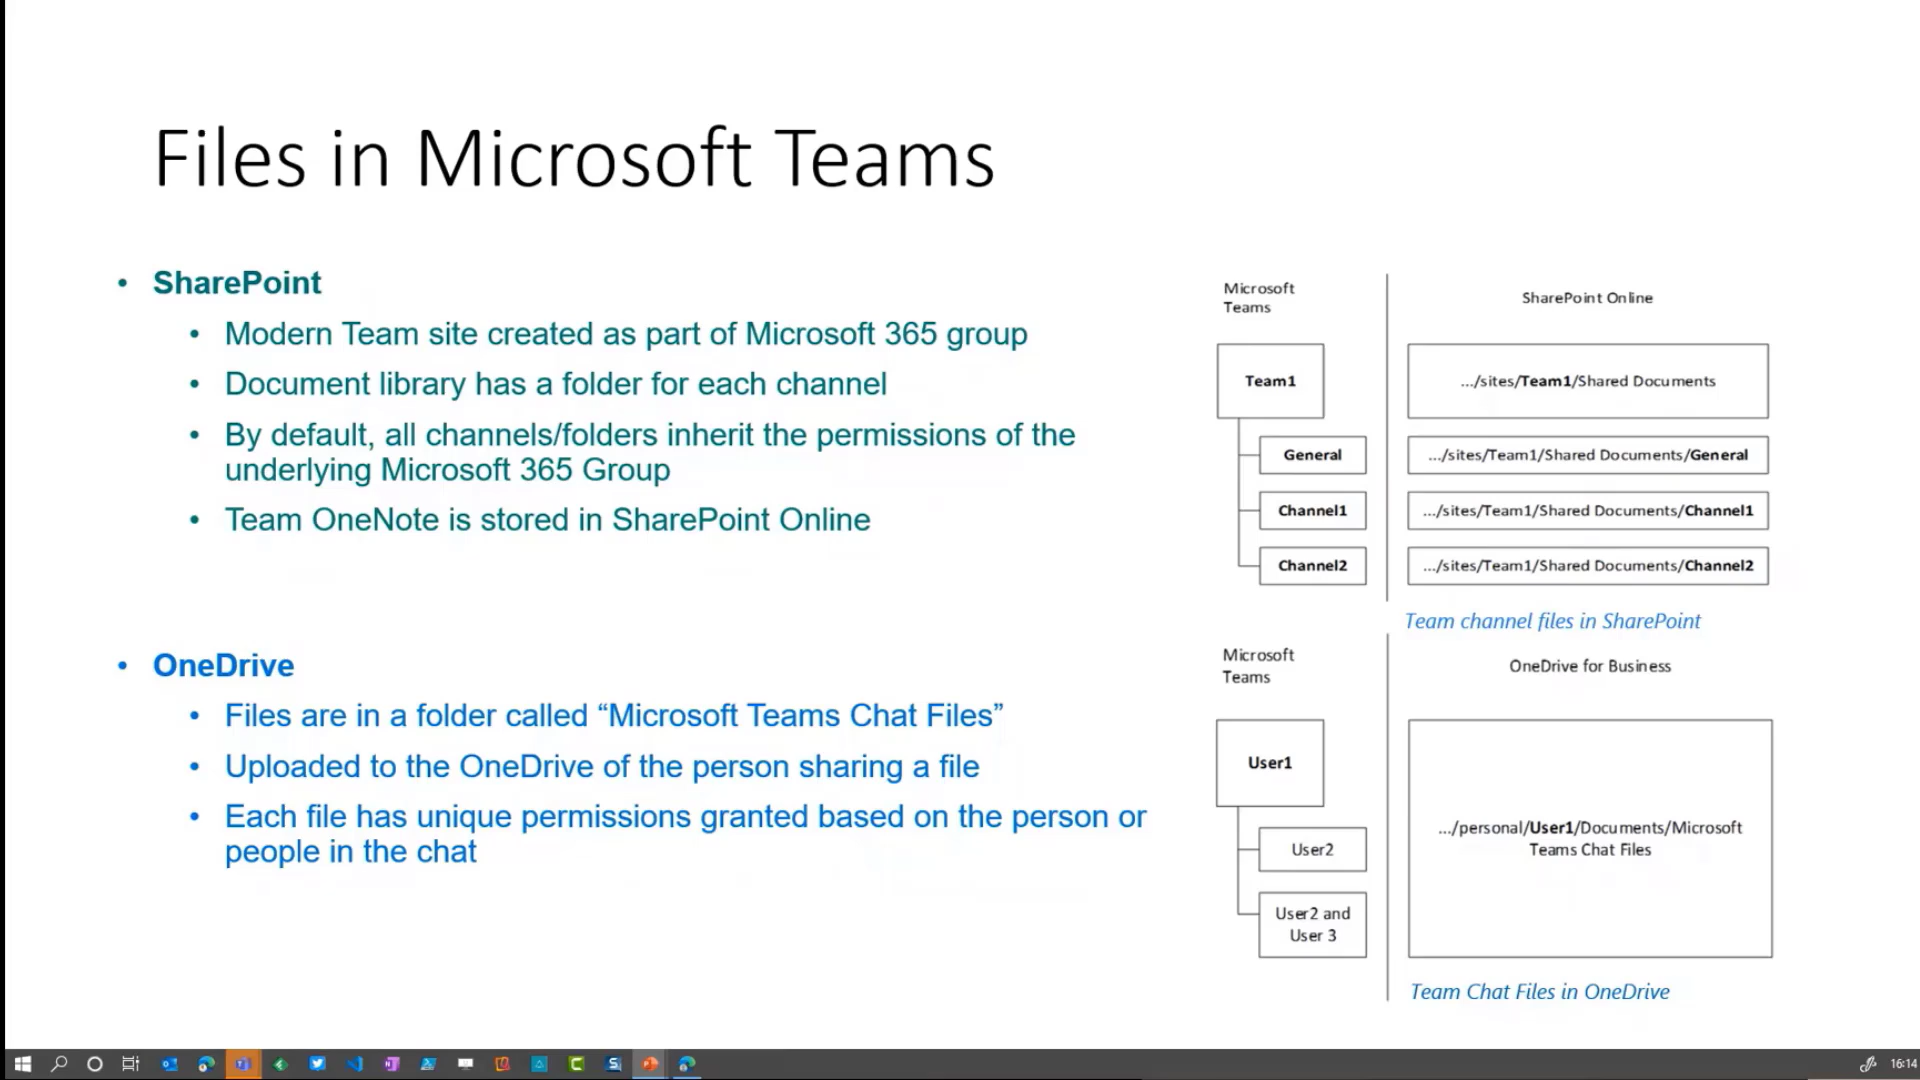 Files in Microsoft Teams
• SharePoint
• Modern Team site created as part of Microsoft 365 group
• Document library has a folder for each channel
• By default, all channels/folders inherit the permissions of the
underlying Microsoft 365 Group
• Team OneNote is stored in SharePoint Online
• OneDrive
• Files are in a folder called “Microsoft Teams Chat Files”
• Uploaded to the OneDrive of the person sharing a file
• Each file has unique permissions granted based on the person or
people in the chat
Microsoft
Teams
SharePoint Online
Team1
.../sites/Team1/Shared Documents
General
.../sites/Team1/Shared Documents/General
Channel1
.../sites/Team1/Shared Documents/Channel1
Channel2
.../sites/Team1/Shared Documents/Channel2
Team channel files in SharePoint
Microsoft
Teams
OneDrive for Business
User1
User2
User2 and
User 3
.../personal/User1/Documents/Microsoft
Teams Chat Files
Team Chat Files in OneDrive
16:14